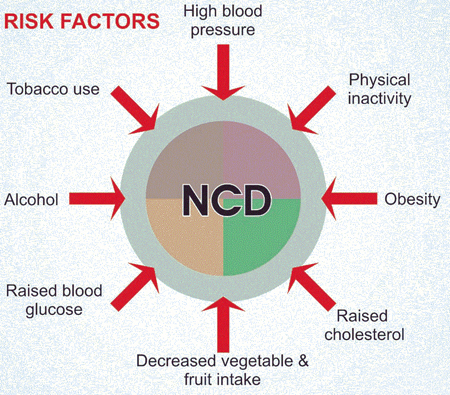 RISK FACTORS
High blood
pressure
Tobacco use
Physical
inactivity
Alcohol
NCD
Obesity
Raised blood
glucose
Raised
cholesterol
Decreased vegetable &
fruit intake